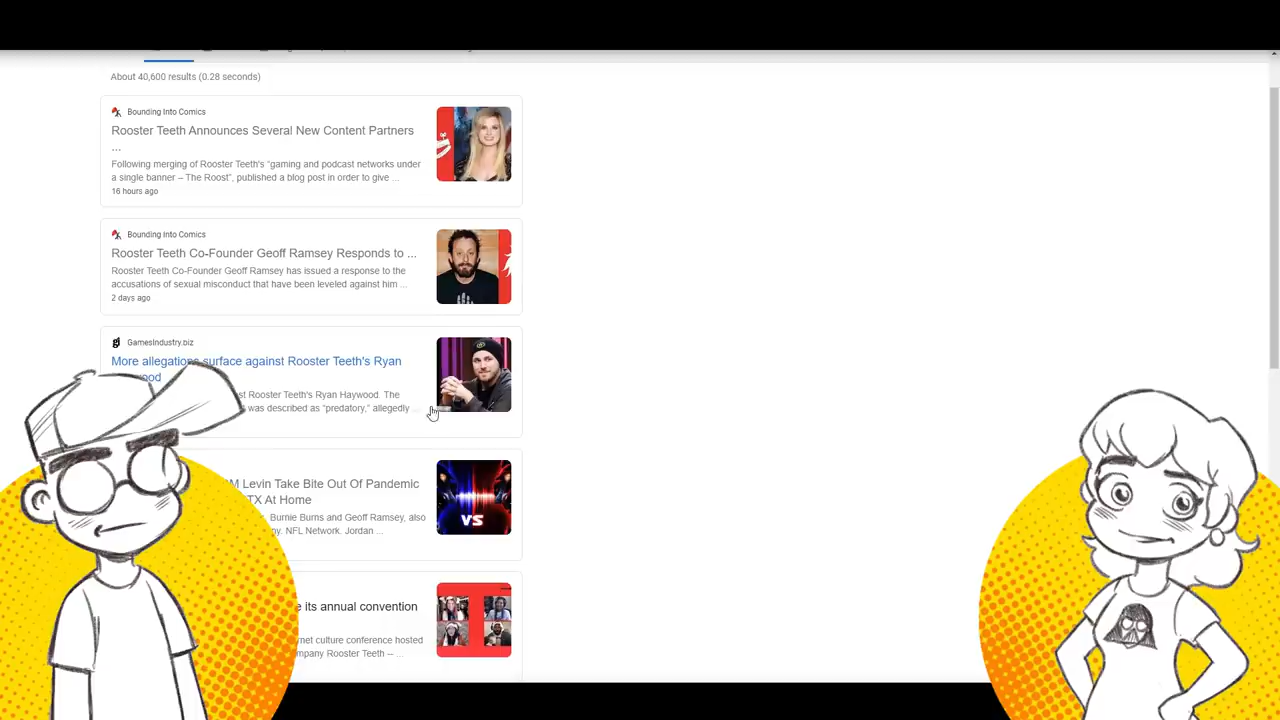 About 40,600 results (0.28 seconds)
Bounding Into Comics
Rooster Teeth Announces Several New Content Partners
...
Following merging of Rooster Teeth's "gaming and podcast networks under
a single banner – The Roost", published a blog post in order to give ...
16 hours ago
Bounding Into Comics
Rooster Teeth Co-Founder Geoff Ramsey Responds to ...
Rooster Teeth Co-Founder Geoff Ramsey has issued a response to the
accusations of sexual misconduct that have been leveled against him ...
2 days ago
gi GamesIndustry.biz
More allegations surface against Rooster Teeth's Ryan
st Rooster Teeth's Ryan Haywood. The
was described as "predatory," allegedly ...
M Levin Take Bite Out Of Pandemic
TX At Home
Burnie Burns and Geoff Ramsey, also
NFL Network. Jordan ...
VS
e its annual convention
net culture conference hosted
mpany Rooster Teeth – ...